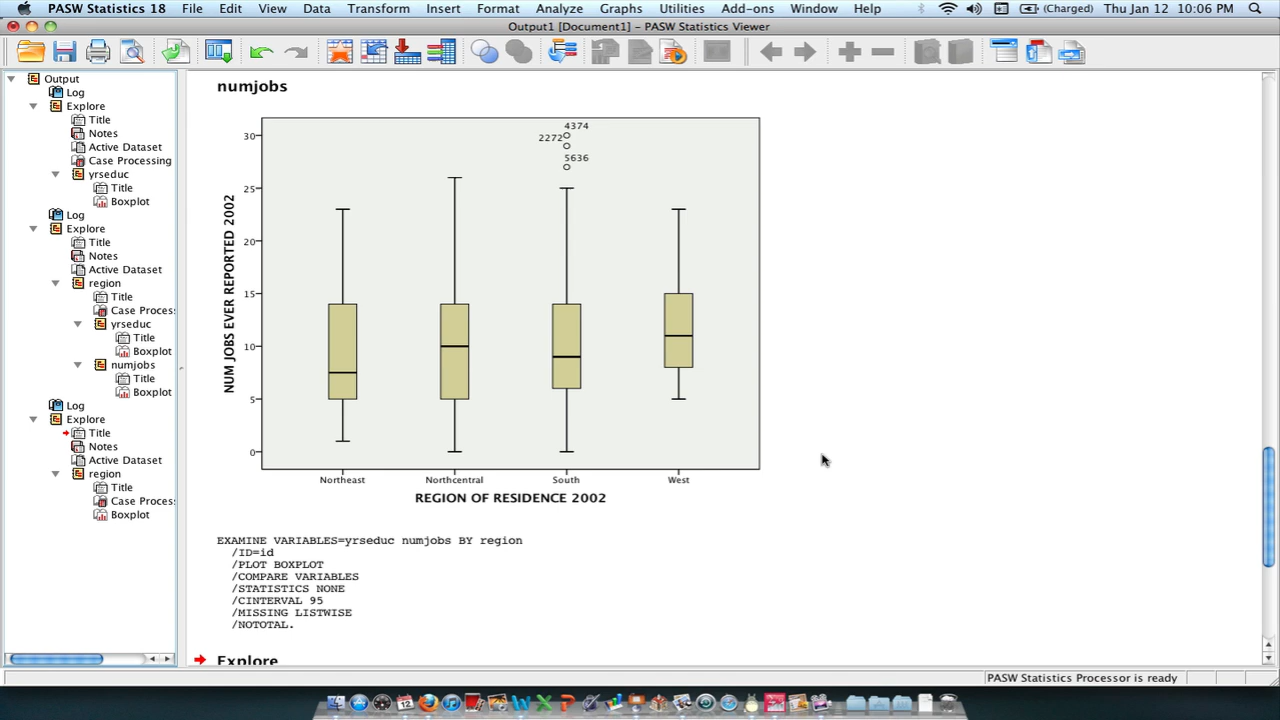 PASW Statistics 18 File Edit View Data Transform Insert Format Analyze Graphs Utilities Add-ons Window Help (Charged) Thu Jan 12 10:06 PM
Output1 [Document1] – PASW Statistics Viewer
Output
Log
Explore
Title
Notes
Active Dataset
Case Processing
yrseduc
Title
Boxplot
Log
Explore
Title
Notes
Active Dataset
region
Title
Case Process
yrseduc
Title
Boxplot
numjobs
Title
Boxplot
Log
Explore
Title
Notes
Active Dataset
region
Title
Case Process
Boxplot
numjobs
NUM JOBS EVER REPORTED 2002
30
25
20
15
10
5
0
4374
2272
5636
Northeast Northcentral South West
REGION OF RESIDENCE 2002
EXAMINE VARIABLES=yrseduc numjobs BY region
/ID=id
/PLOT BOXPLOT
/COMPARE VARIABLES
/STATISTICS NONE
/CINTERVAL 95
/MISSING LISTWISE
/NOTOTAL.
Explore
PASW Statistics Processor is ready